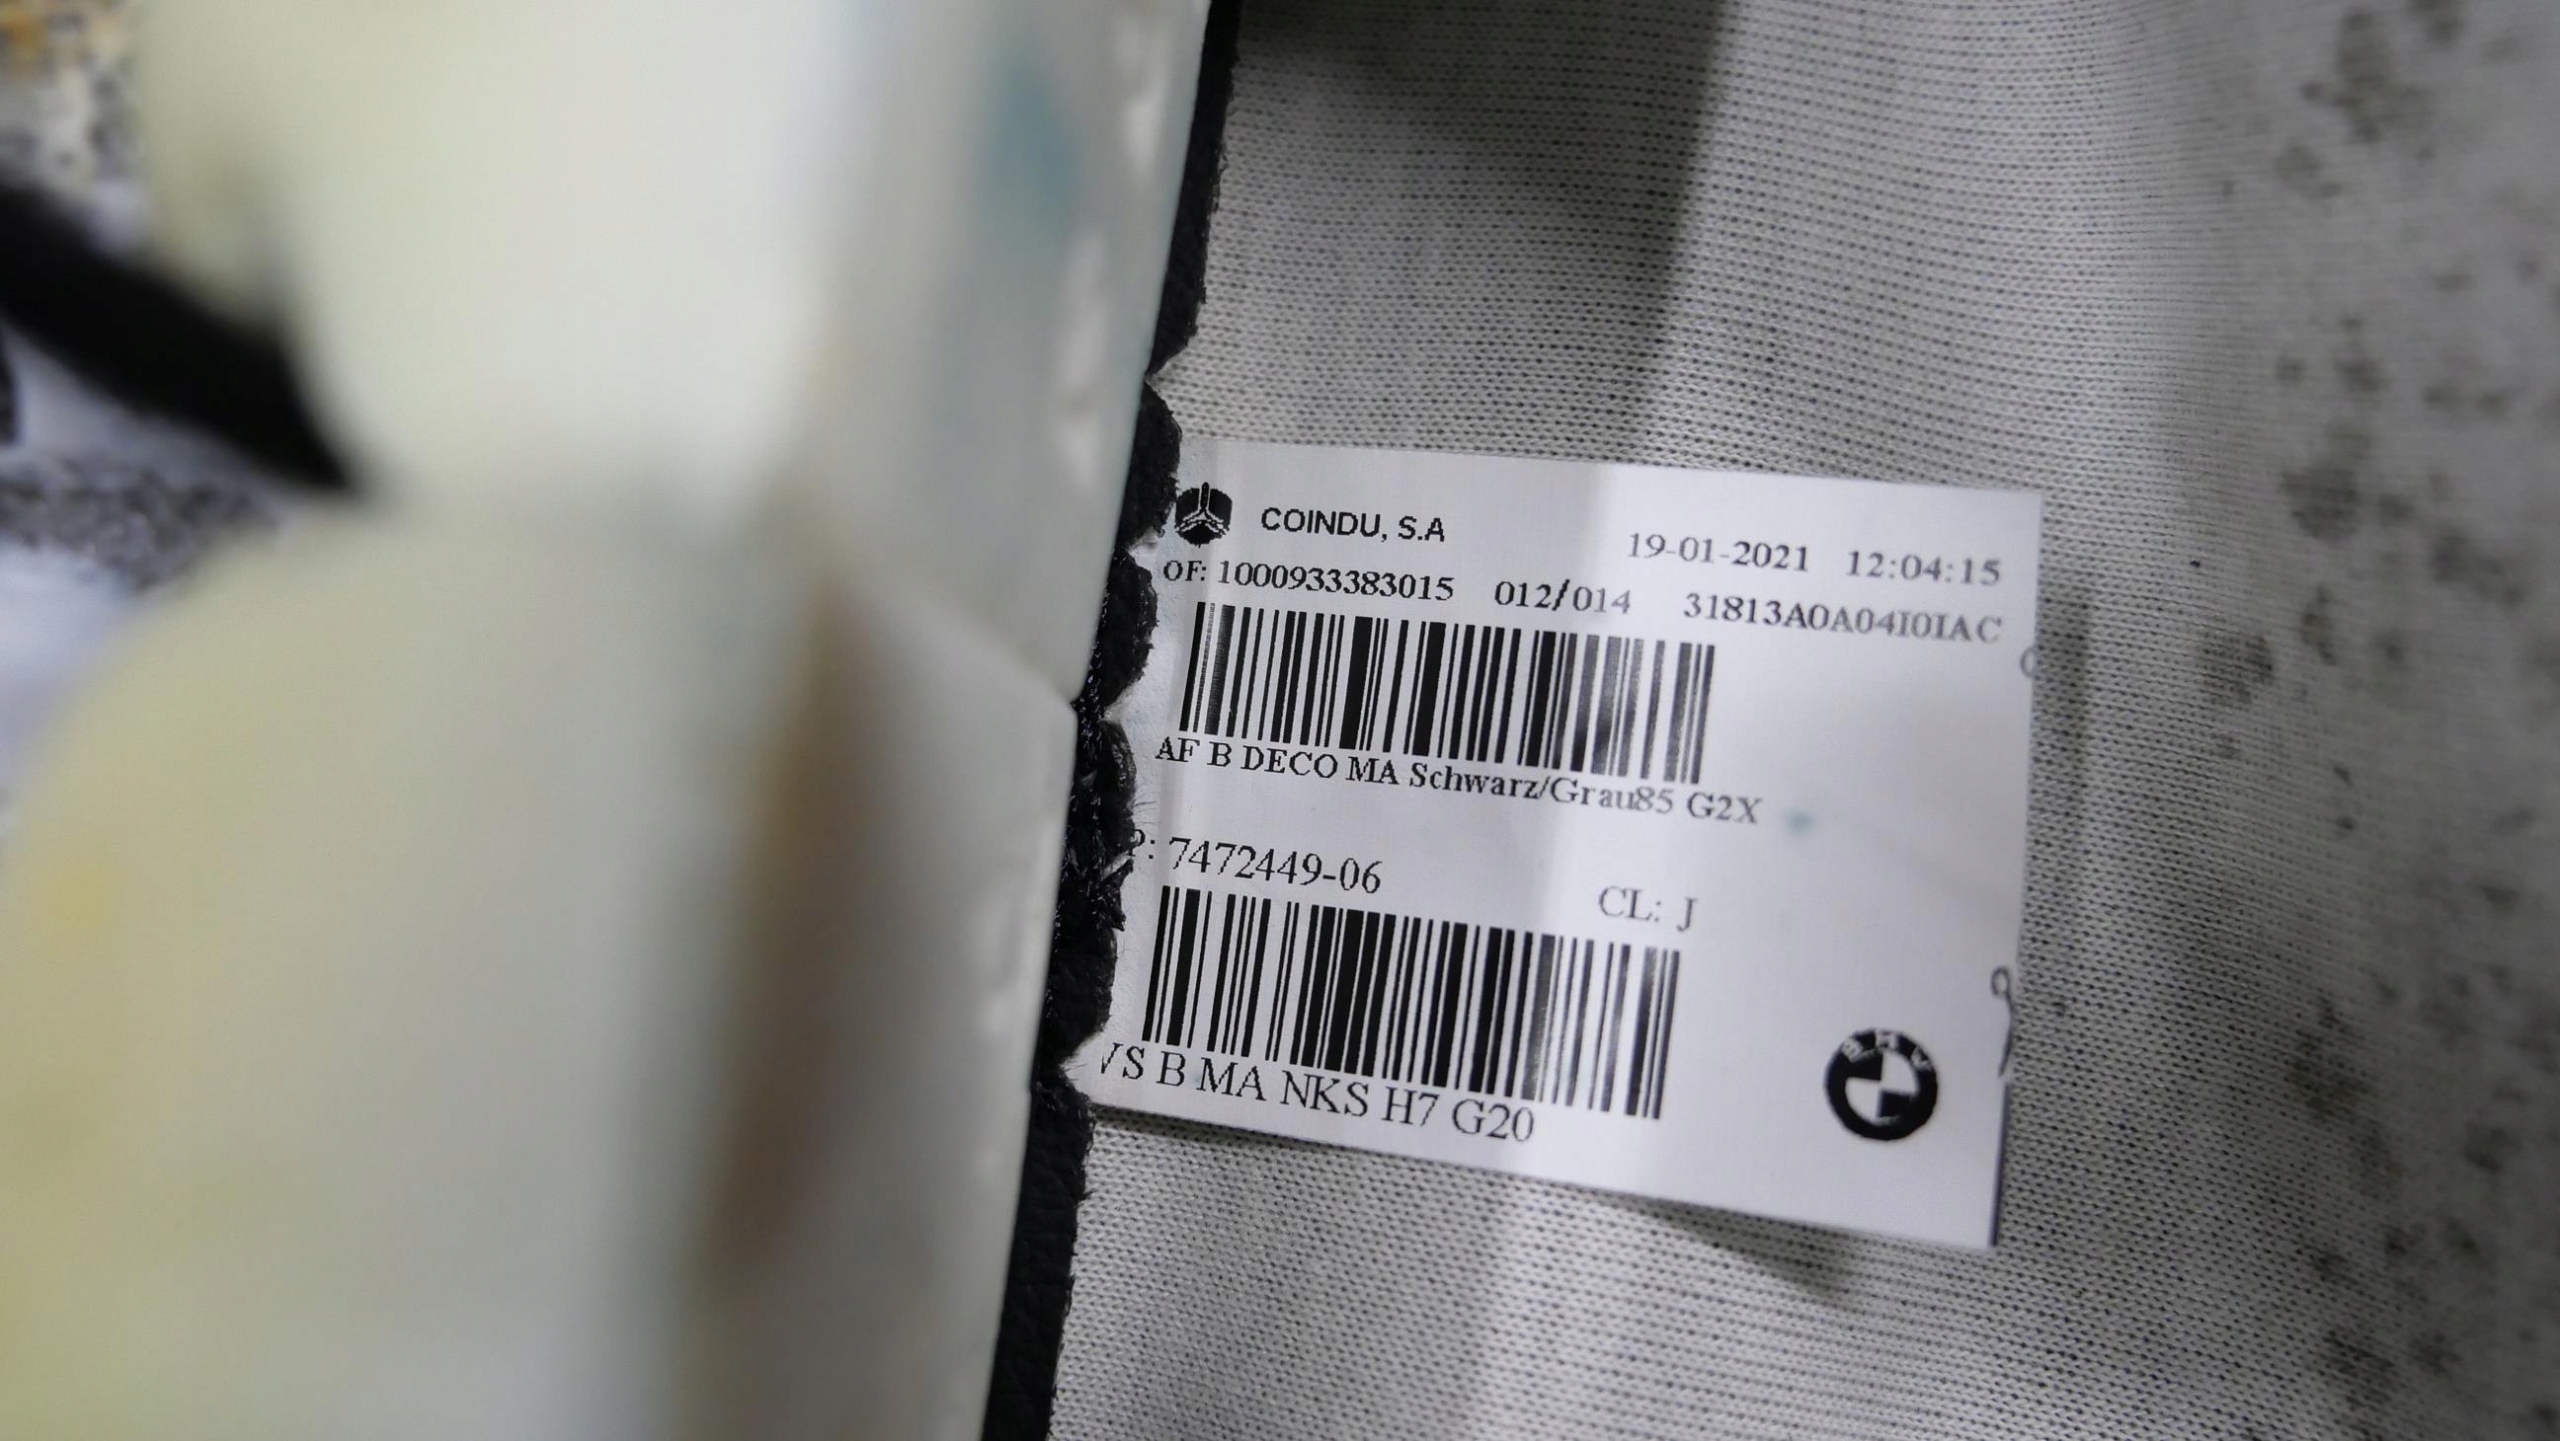 COINDU, S.A
19-01-2021 12:04:15
OF: 1000933383015 012/014 31813A0A04I0IAC
AF B DECO MA Schwarz/Grau85 G2X
7472449-06
CL: J
VS B MA NKS H7 G20
BMW